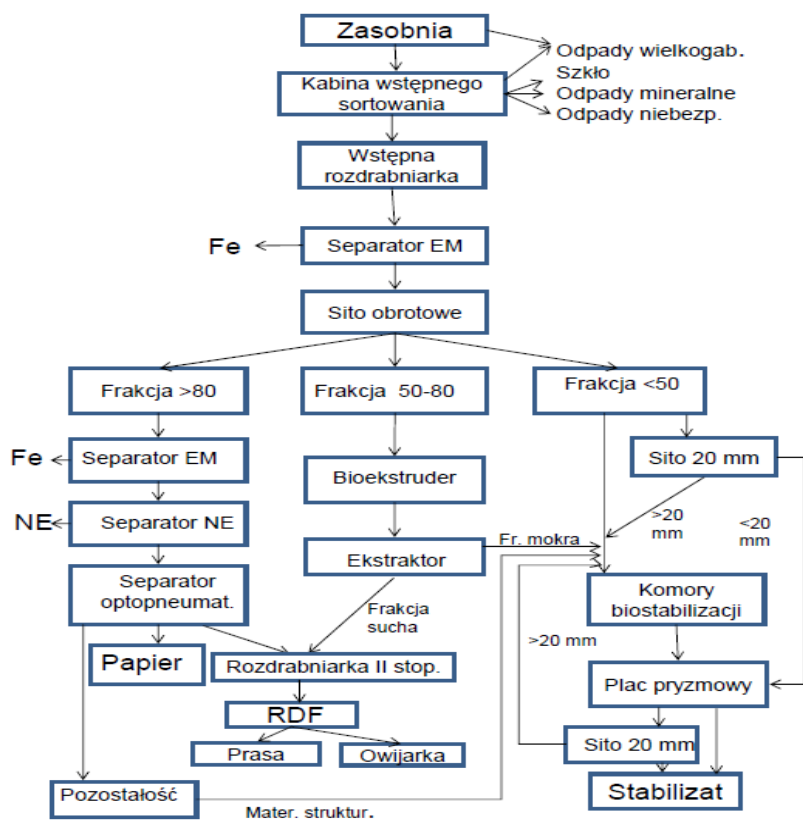 Zasobnia
Odpady wielkogab.
Szkło
Odpady mineralne
Odpady niebezp.
Kabina wstępnego
sortowania
Wstępna
rozdrabniarka
Fe
Separator EM
Sito obrotowe
Frakcja >80
Frakcja 50-80
Frakcja <50
Fe
Separator EM
Bioekstruder
Sito 20 mm
NE
Separator NE
>20
mm
<20
mm
Fr. mokra
Ekstraktor
Separator
optopneumat.
Komory
biostabilizacji
Frakcja
sucha
>20 mm
Papier
Rozdrabniarka II stop.
Plac pryzmowy
RDF
Prasa
Owijarka
Sito 20 mm
Pozostałość
Stabilizat
Mater. struktur.